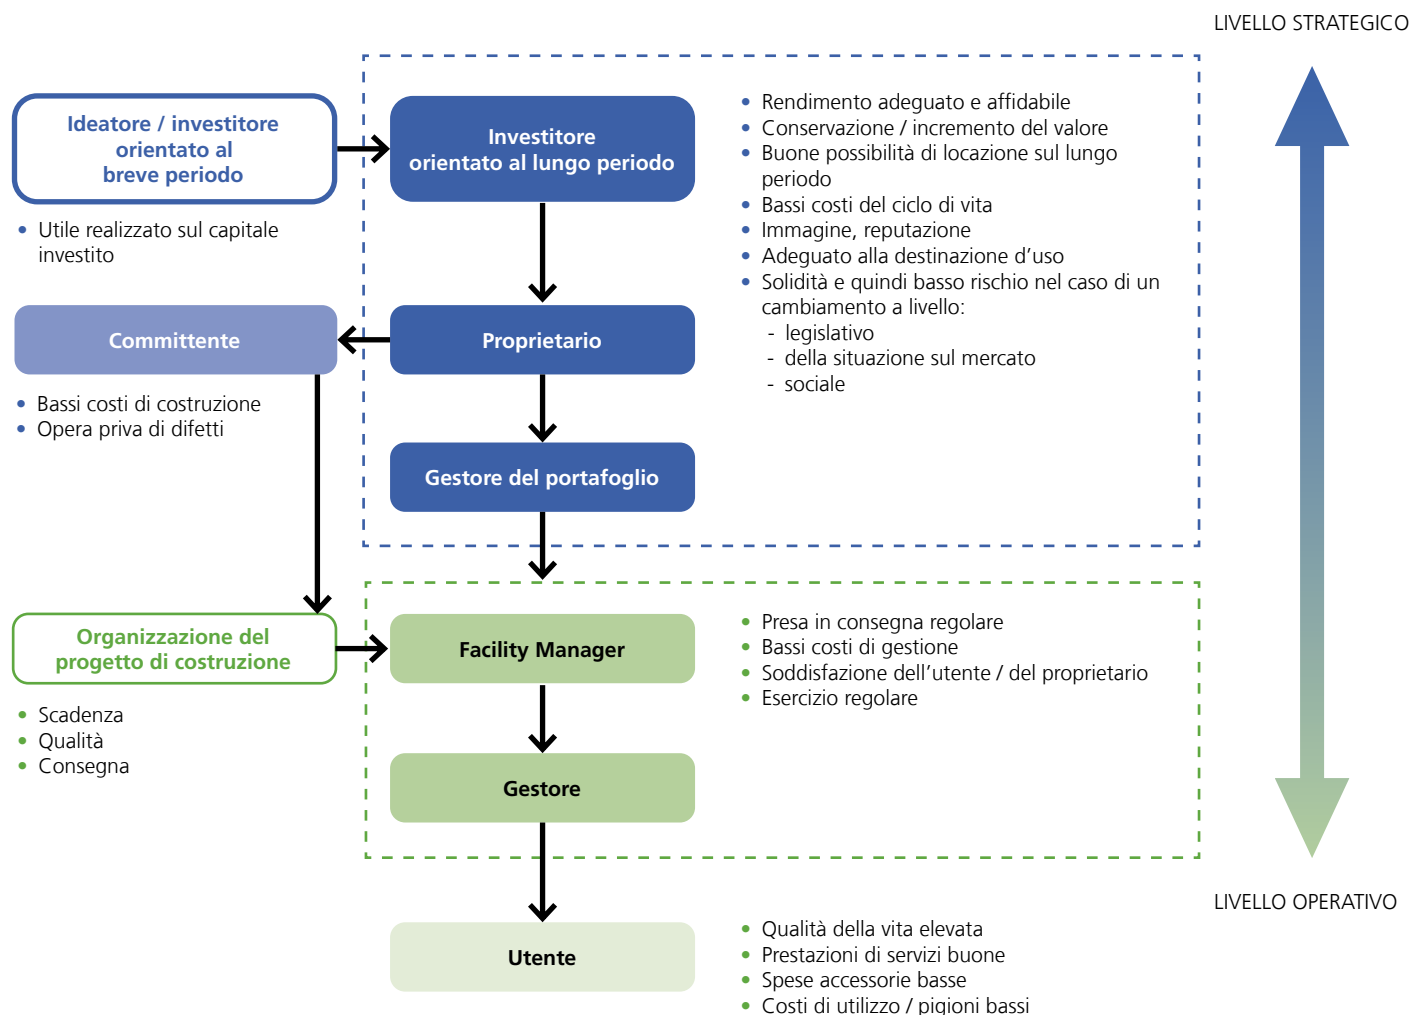 LIVELLO STRATEGICO
Ideatore / investitore
orientato al
breve periodo
• Utile realizzato sul capitale
investito
Investitore
orientato al lungo periodo
• Rendimento adeguato e affidabile
• Conservazione / incremento del valore
• Buone possibilità di locazione sul lungo
periodo
• Bassi costi del ciclo di vita
• Immagine, reputazione
• Adeguato alla destinazione d’uso
• Solidità e quindi basso rischio nel caso di un
cambiamento a livello:
- legislativo
- della situazione sul mercato
- sociale
Committente
• Bassi costi di costruzione
• Opera priva di difetti
Proprietario
Gestore del portafoglio
Organizzazione del
progetto di costruzione
• Scadenza
• Qualità
• Consegna
Facility Manager
• Presa in consegna regolare
• Bassi costi di gestione
• Soddisfazione dell’utente / del proprietario
• Esercizio regolare
Gestore
LIVELLO OPERATIVO
Utente
• Qualità della vita elevata
• Prestazioni di servizi buone
• Spese accessorie basse
• Costi di utilizzo / pigioni bassi